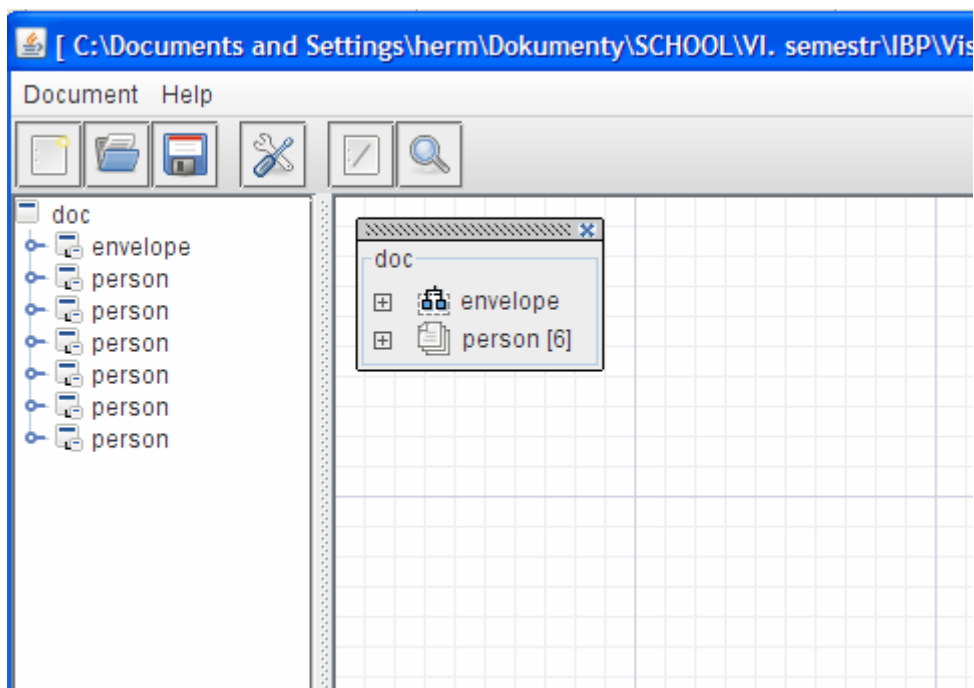 [ C:\Documents and Settings\herm\Dokumenty\SCHOOL\VI. semestr\IBP\Vis
Document Help
doc
envelope
person
person
person
person
person
person
doc
envelope
person [6]